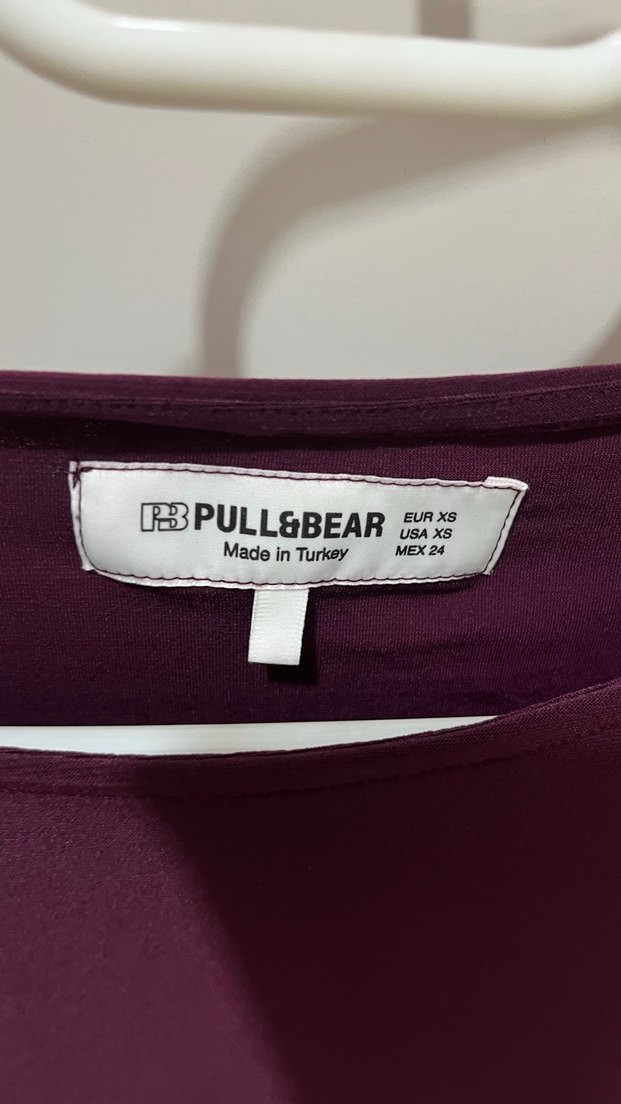 PB PULL&BEAR
Made in Turkey
EUR XS
USA XS
MEX 24